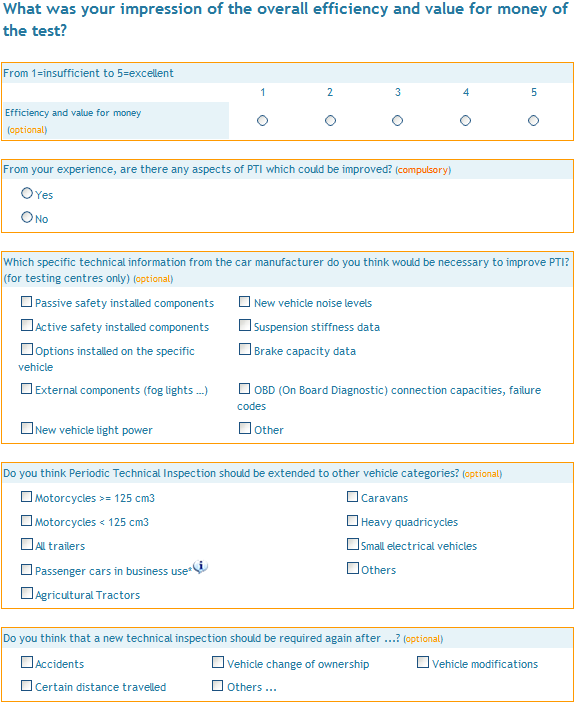 What was your impression of the overall efficiency and value for money of
the test?
From 1=insufficient to 5=excellent
1 2 3 4 5
Efficiency and value for money
(optional)
From your experience, are there any aspects of PTI which could be improved? (compulsory)
Yes
No
Which specific technical information from the car manufacturer do you think would be necessary to improve PTI?
(for testing centres only) (optional)
Passive safety installed components New vehicle noise levels
Active safety installed components Suspension stiffness data
Options installed on the specific Brake capacity data
vehicle
External components (fog lights ...) OBD (On Board Diagnostic) connection capacities, failure
codes
New vehicle light power Other
Do you think Periodic Technical Inspection should be extended to other vehicle categories? (optional)
Motorcycles >= 125 cm3 Caravans
Motorcycles < 125 cm3 Heavy quadricycles
All trailers Small electrical vehicles
Passenger cars in business use* i Others
Agricultural Tractors
Do you think that a new technical inspection should be required again after ...? (optional)
Accidents Vehicle change of ownership Vehicle modifications
Certain distance travelled Others ...